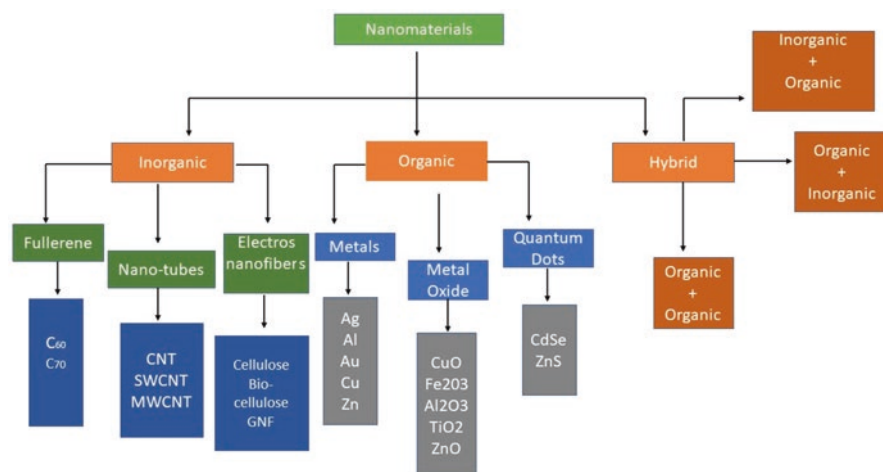 Nanomaterials
Inorganic
+
Organic
Inorganic
Organic
Hybrid
Organic
+
Inorganic
Fullerene
Nano-tubes
Electros
nanofibers
Metals
Metal
Oxide
Quantum
Dots
Organic
+
Organic
C₆₀
C₇₀
CNT
SWCNT
MWCNT
Cellulose
Bio-
cellulose
GNF
Ag
Al
Au
Cu
Zn
CuO
Fe2O3
Al2O3
TiO2
ZnO
CdSe
ZnS